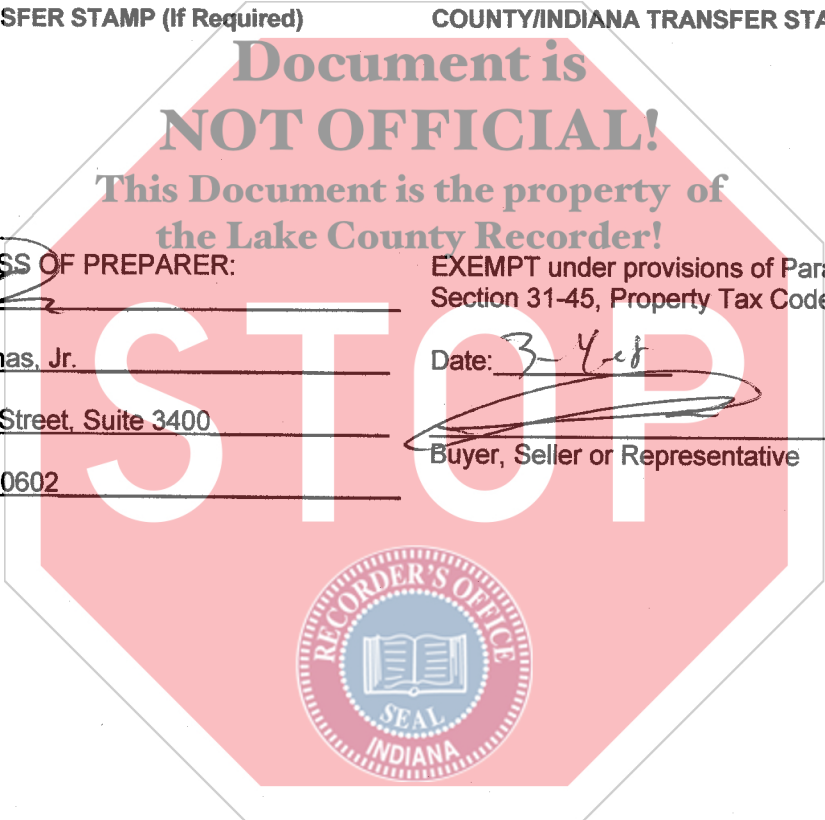 SFER STAMP (If Required)
COUNTY/INDIANA TRANSFER STA
Document is
NOT OFFICIAL!
This Document is the property of
the Lake County Recorder!
SS OF PREPARER:
as, Jr.
Street, Suite 3400
0602
EXEMPT under provisions of Para
Section 31-45, Property Tax Code
Date:
Buyer, Seller or Representative
STOP
RECORDER'S OFFICE
SEAL
INDIANA